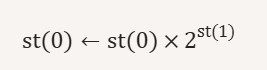 st(0) ← st(0) × 2^st(1)